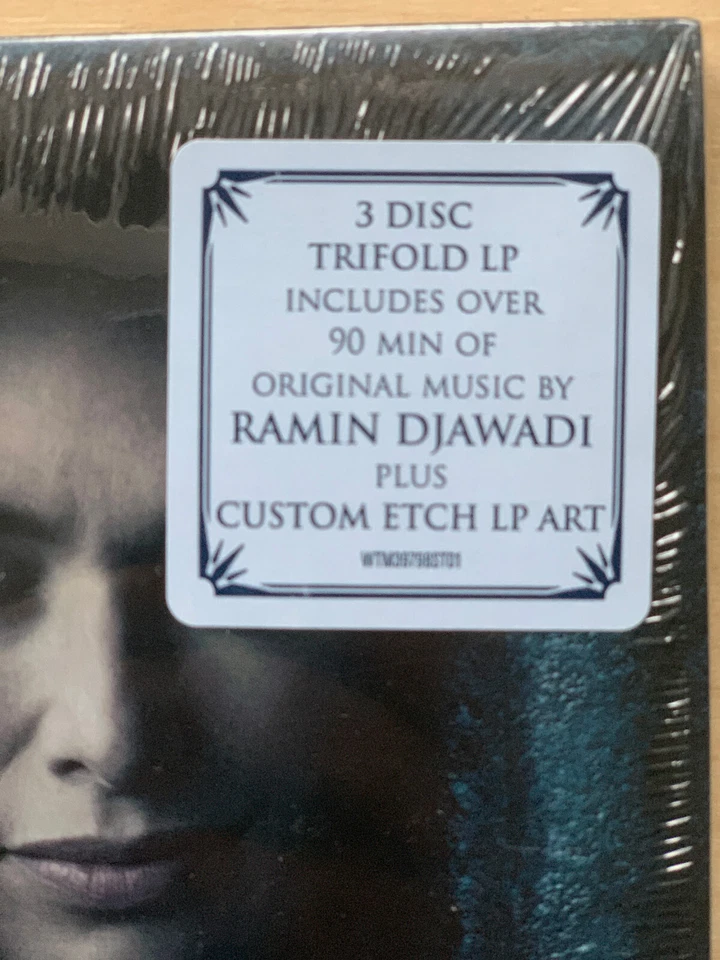 3 DISC
TRIFOLD LP
INCLUDES OVER
90 MIN OF
ORIGINAL MUSIC BY
RAMIN DJAWADI
PLUS
CUSTOM ETCH LP ART